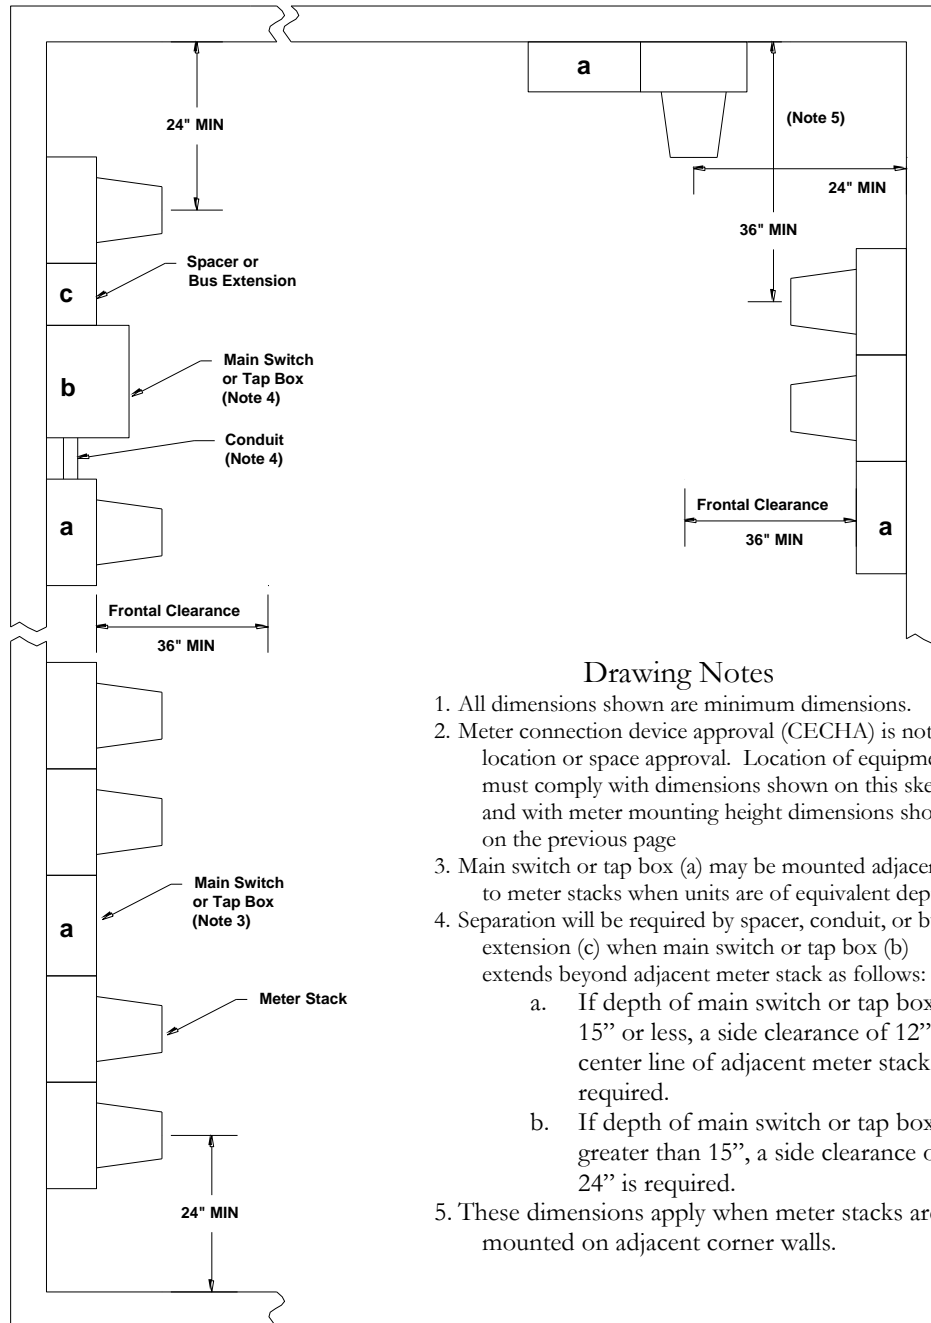 a
24" MIN
(Note 5)
24" MIN
36" MIN
Spacer or
Bus Extension
c
Main Switch
or Tap Box
(Note 4)
b
Conduit
(Note 4)
a
Frontal Clearance
36" MIN
a
Frontal Clearance
36" MIN
Drawing Notes
1. All dimensions shown are minimum dimensions.
2. Meter connection device approval (CECHA) is not
location or space approval. Location of
must comply with dimensions shown on this
and with meter mounting height dimensions
on the previous page
3. Main switch or tap box (a) may be mounted
to meter stacks when units are of equivalent
4. Separation will be required by spacer, conduit, or
extension (c) when main switch or tap box (b)
extends beyond adjacent meter stack as follows:
a. If depth of main switch or tap box
15” or less, a side clearance of 12”
center line of adjacent meter stack
required.
b. If depth of main switch or tap box
greater than 15”, a side clearance
24” is required.
5. These dimensions apply when meter stacks are
mounted on adjacent corner walls.
Main Switch
or Tap Box
(Note 3)
a
Meter Stack
24" MIN